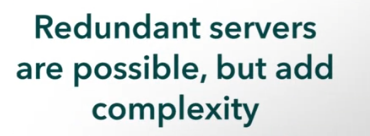 Redundant servers
are possible, but add
complexity